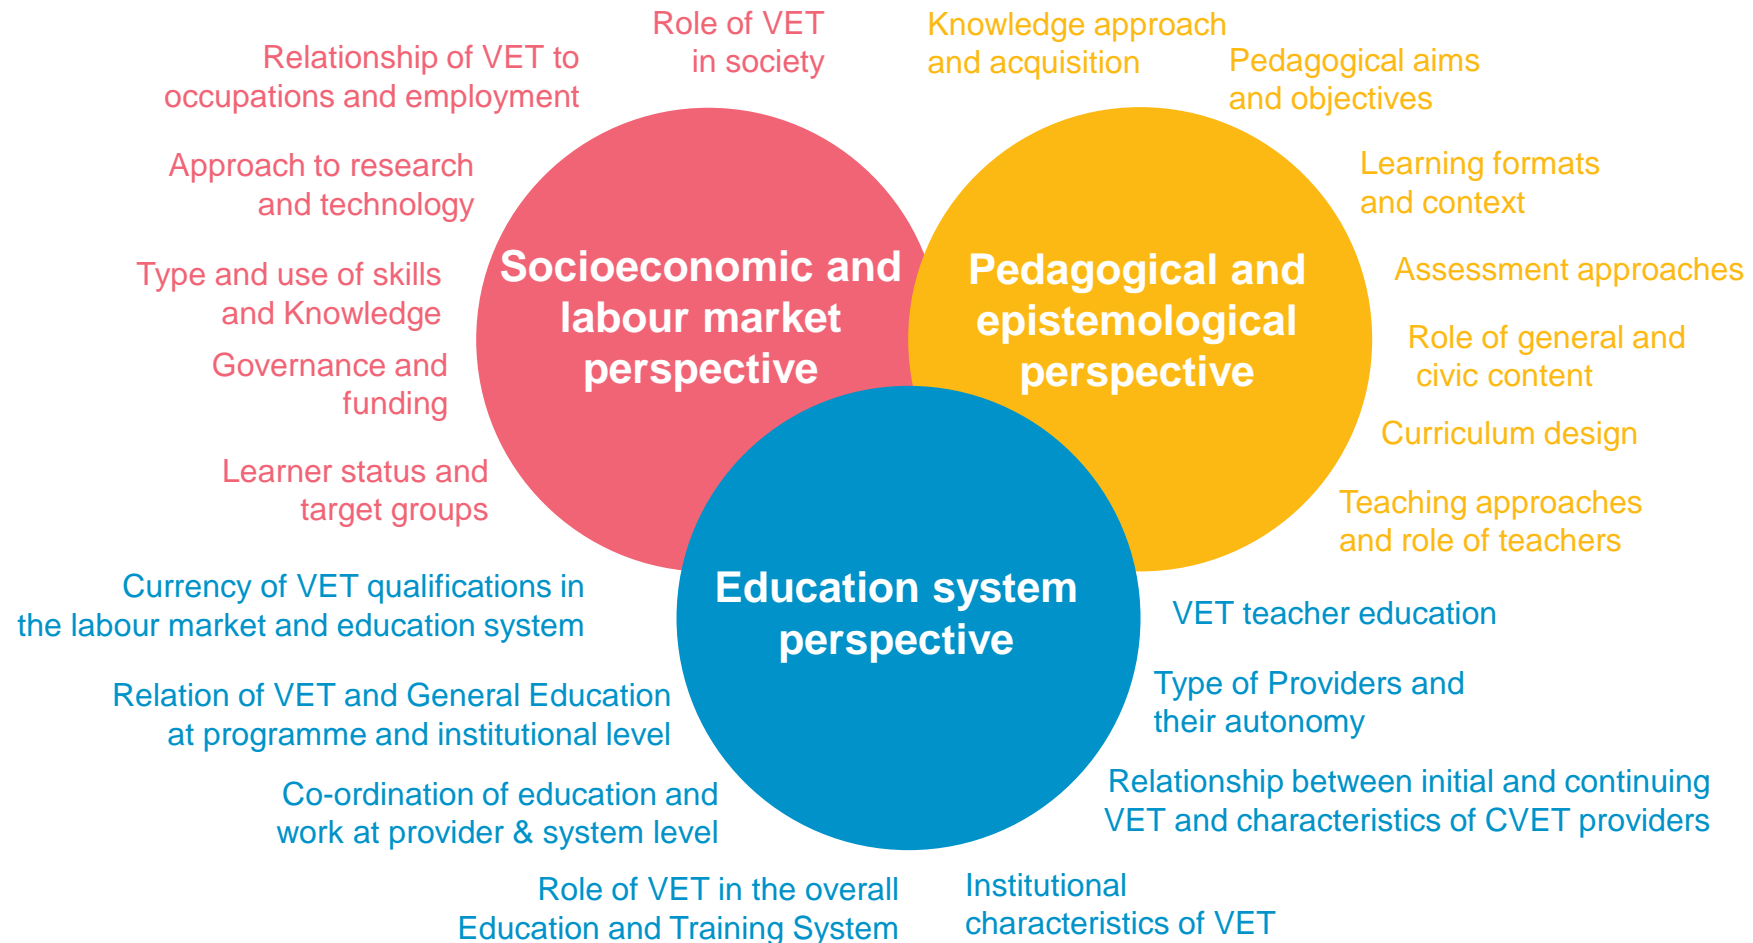 Role of VET
in society
Relationship of VET to
occupations and employment
Approach to research
and technology
Type and use of skills
and Knowledge
Governance and
funding
Learner status and
target groups
Socioeconomic and
labour market
perspective
Knowledge approach
and acquisition
Pedagogical aims
and objectives
Learning formats
and context
Assessment approaches
Role of general and
civic content
Curriculum design
Teaching approaches
and role of teachers
Pedagogical and
epistemological
perspective
Education system
perspective
Currency of VET qualifications in
the labour market and education system
Relation of VET and General Education
at programme and institutional level
Co-ordination of education and
work at provider & system level
Role of VET in the overall
Education and Training System
VET teacher education
Type of Providers and
their autonomy
Relationship between initial and continuing
VET and characteristics of CVET providers
Institutional
characteristics of VET